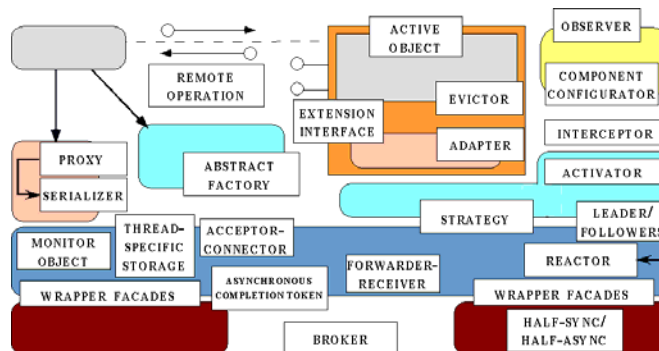 ACTIVE
OBJECT
OBSERVER
REMOTE
OPERATION
COMPONENT
CONFIGURATOR
EVICTOR
EXTENSION
INTERFACE
INTERCEPTOR
ADAPTER
PROXY
ABSTRACT
FACTORY
ACTIVATOR
SERIALIZER
STRATEGY
LEADER/
FOLLOWERS
MONITOR
OBJECT
THREAD-
SPECIFIC
STORAGE
ACCEPTOR-
CONNECTOR
REACTOR
FORWARDER-
RECEIVER
ASYNCHRONOUS
COMPLETION TOKEN
WRAPPER FACADES
WRAPPER FACADES
BROKER
HALF-SYNC/
HALF-ASYNC